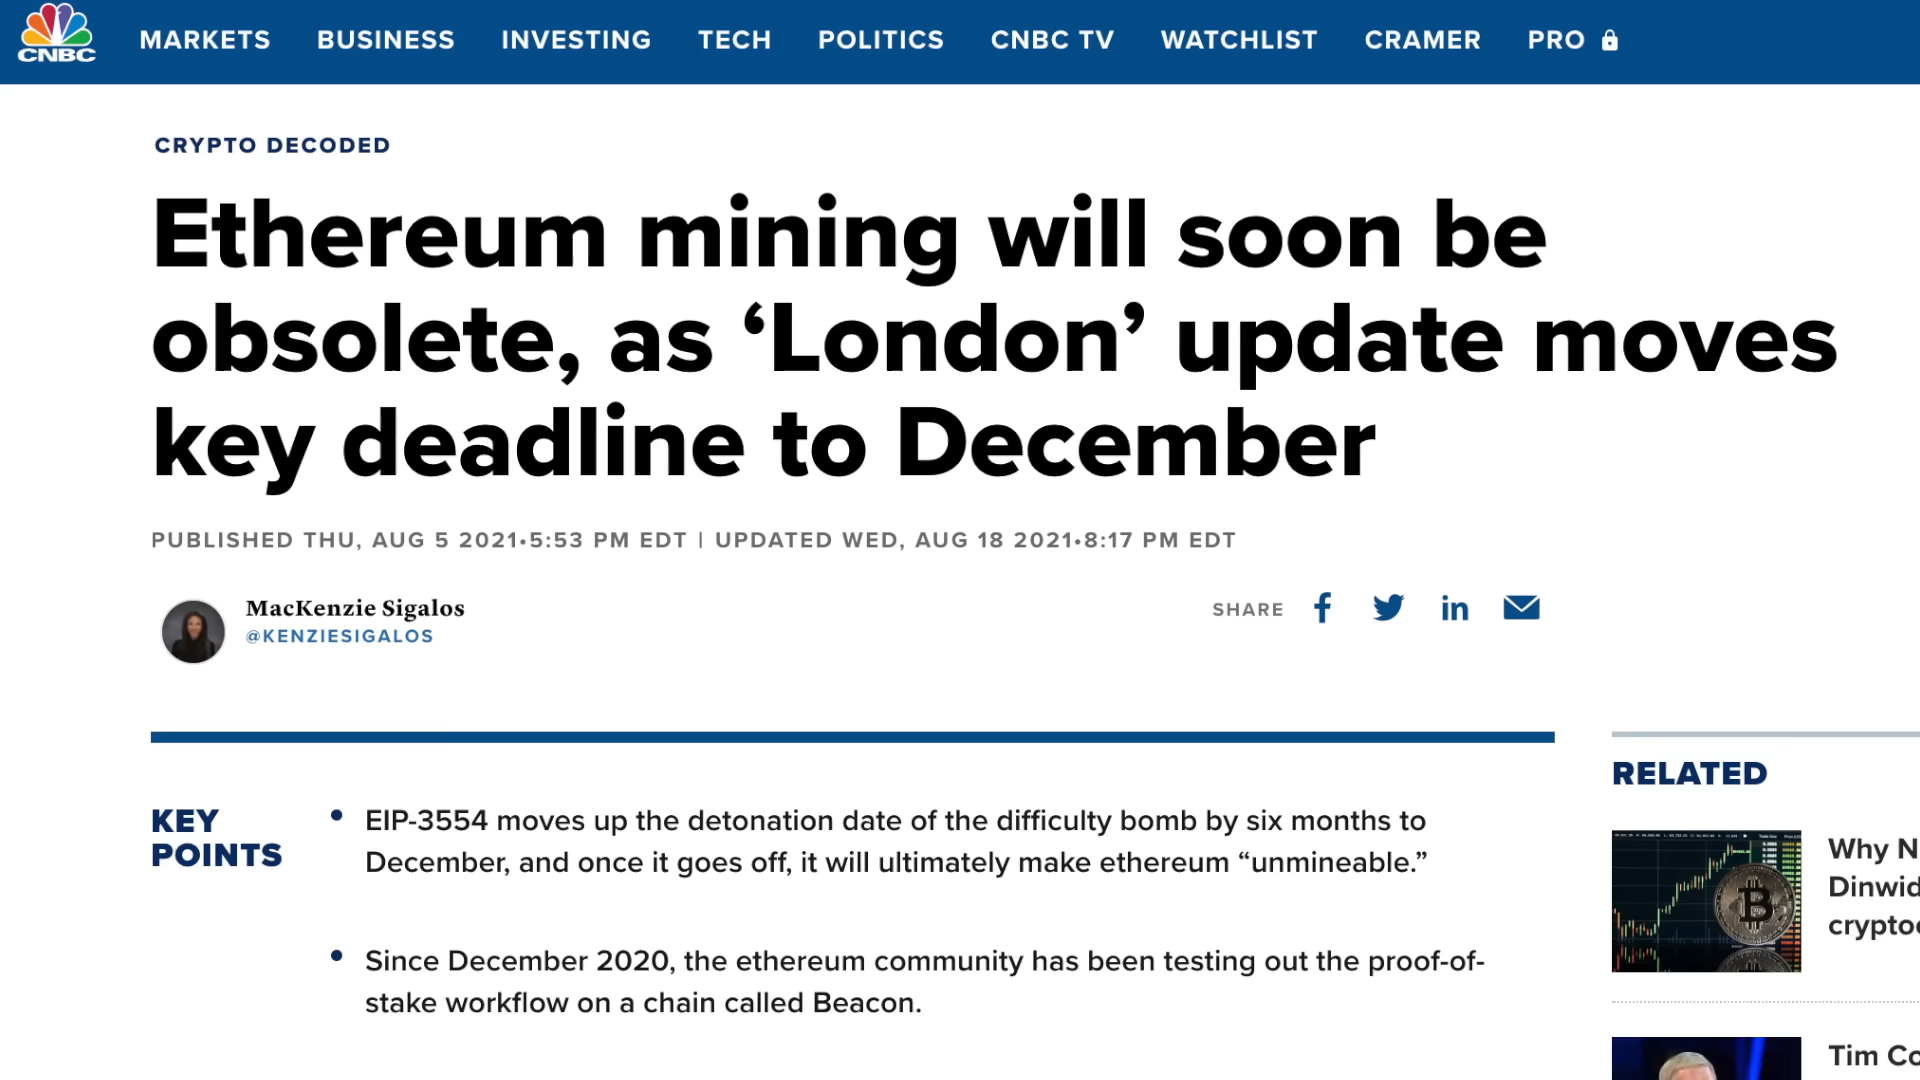 CNBC
MARKETS BUSINESS INVESTING TECH POLITICS CNBC TV WATCHLIST CRAMER PRO
CRYPTO DECODED
Ethereum mining will soon be
obsolete, as ‘London’ update moves
key deadline to December
PUBLISHED THU, AUG 5 2021•5:53 PM EDT | UPDATED WED, AUG 18 2021•8:17 PM EDT
MacKenzie Sigalos
@KENZIESIGALOS
SHARE
KEY
POINTS
EIP-3554 moves up the detonation date of the difficulty bomb by six months to
December, and once it goes off, it will ultimately make ethereum “unmineable.”
Since December 2020, the ethereum community has been testing out the proof-of-
stake workflow on a chain called Beacon.
RELATED
Why N
Dinwid
crypto
Tim Co